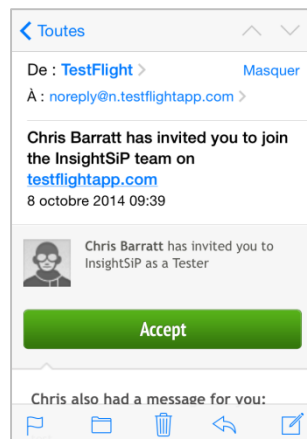 Toutes
De : TestFlight
Masquer
À : noreply@n.testflightapp.com
Chris Barratt has invited you to join
the InsightSiP team on
testflightapp.com
8 octobre 2014 09:39
Chris Barratt has invited you to
InsightSiP as a Tester
Accept
Chris also had a message for you: